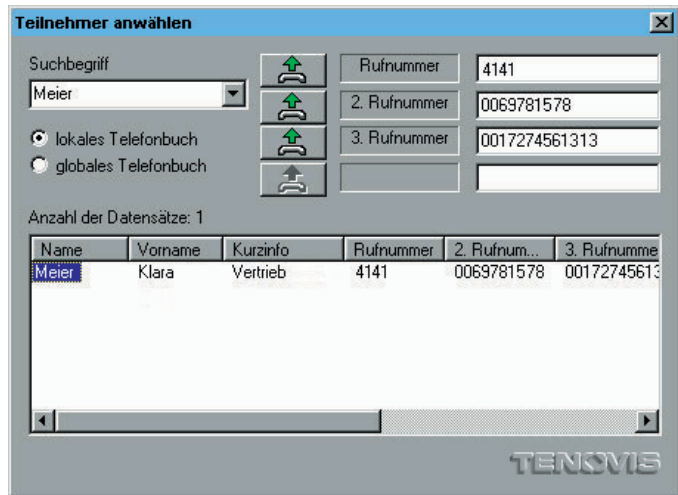 Teilnehmer anwählen
Suchbegriff
Meier
lokales Telefonbuch
globales Telefonbuch
Rufnummer 4141
2. Rufnummer 0069781578
3. Rufnummer 0017274561313
Anzahl der Datensätze: 1
Name Vorname Kurzinfo Rufnummer 2. Rufnum... 3. Rufnumme
Meier Klara Vertrieb 4141 0069781578 00172745613
TENOVIS